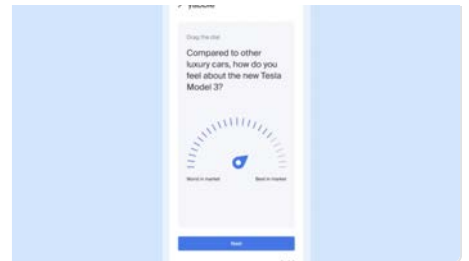 yabble
Drag the dial
Compared to other
luxury cars, how do you
feel about the new Tesla
Model 3?
Worst in market
Best in market
Next